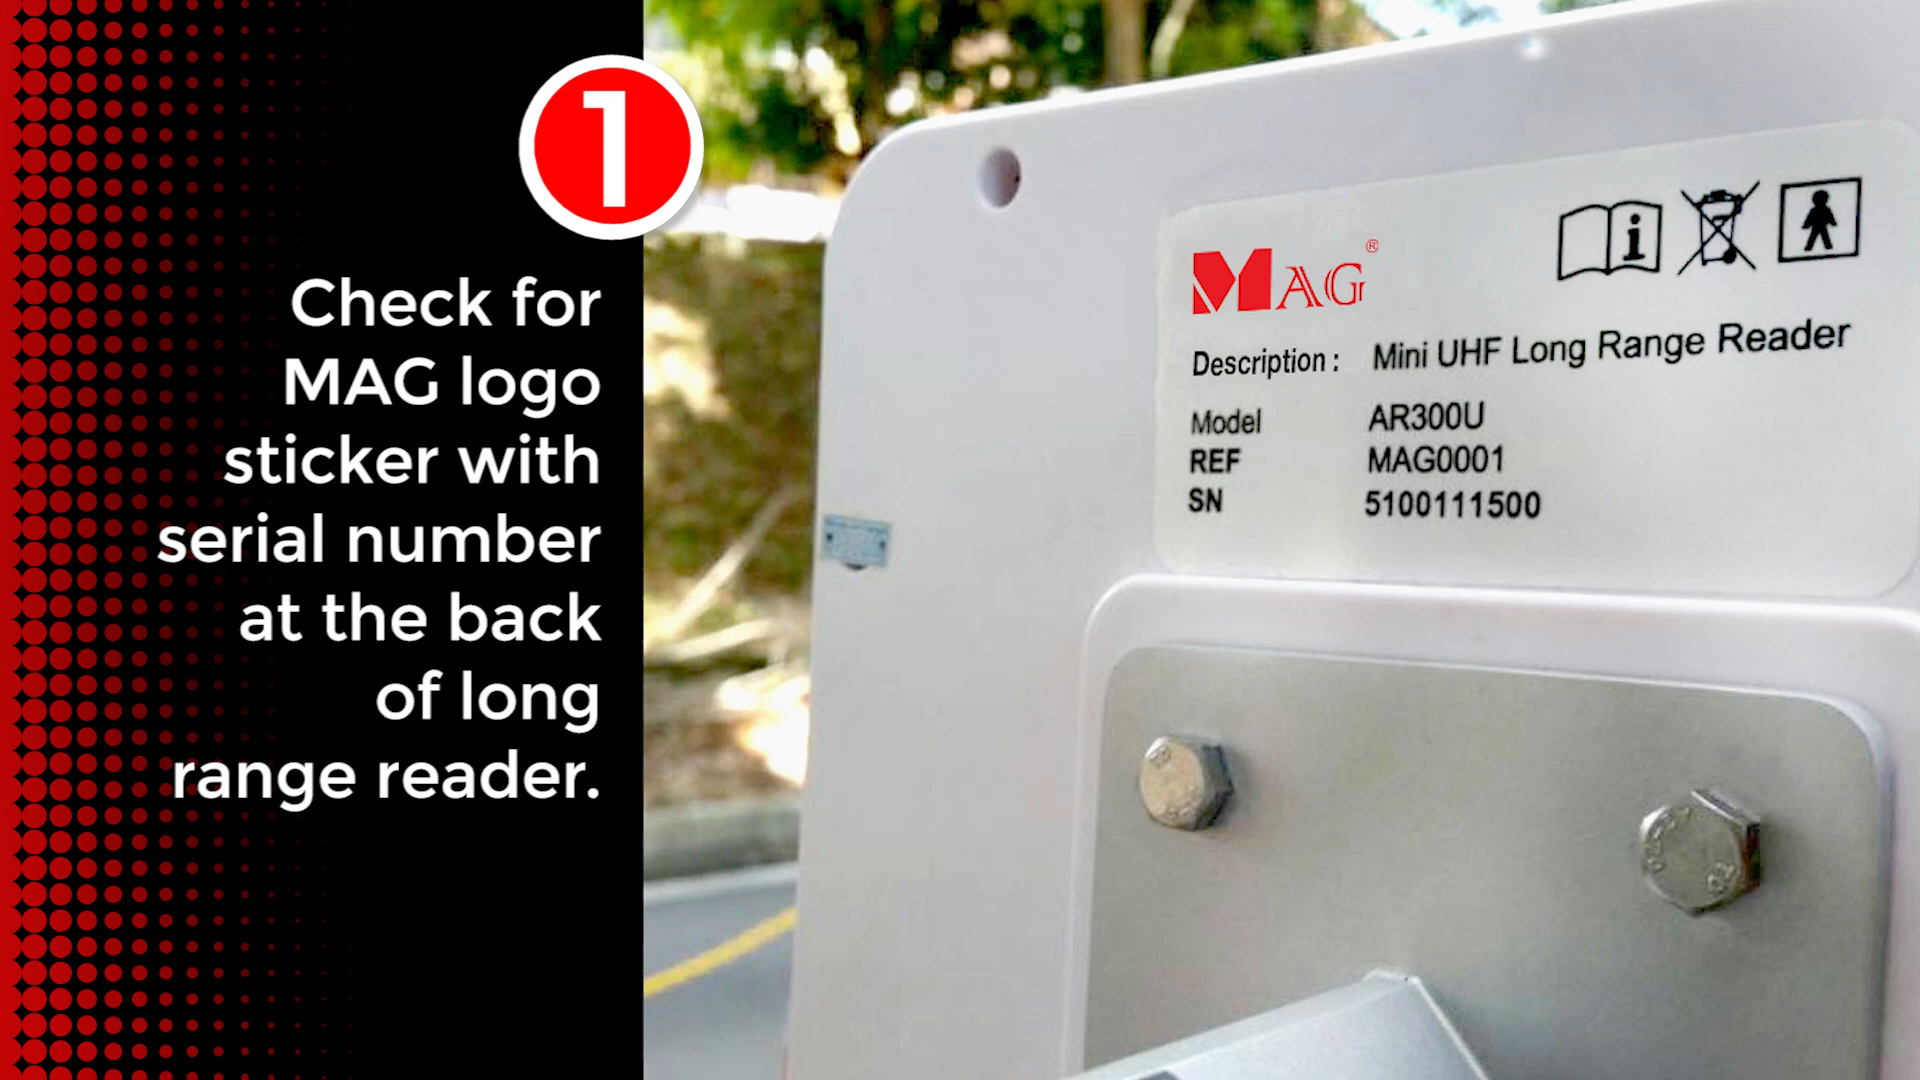 1
Check for
MAG logo
sticker with
serial number
at the back
of long
range reader.
MAG®
Description : Mini UHF Long Range Reader
Model AR300U
REF MAG0001
SN 5100111500